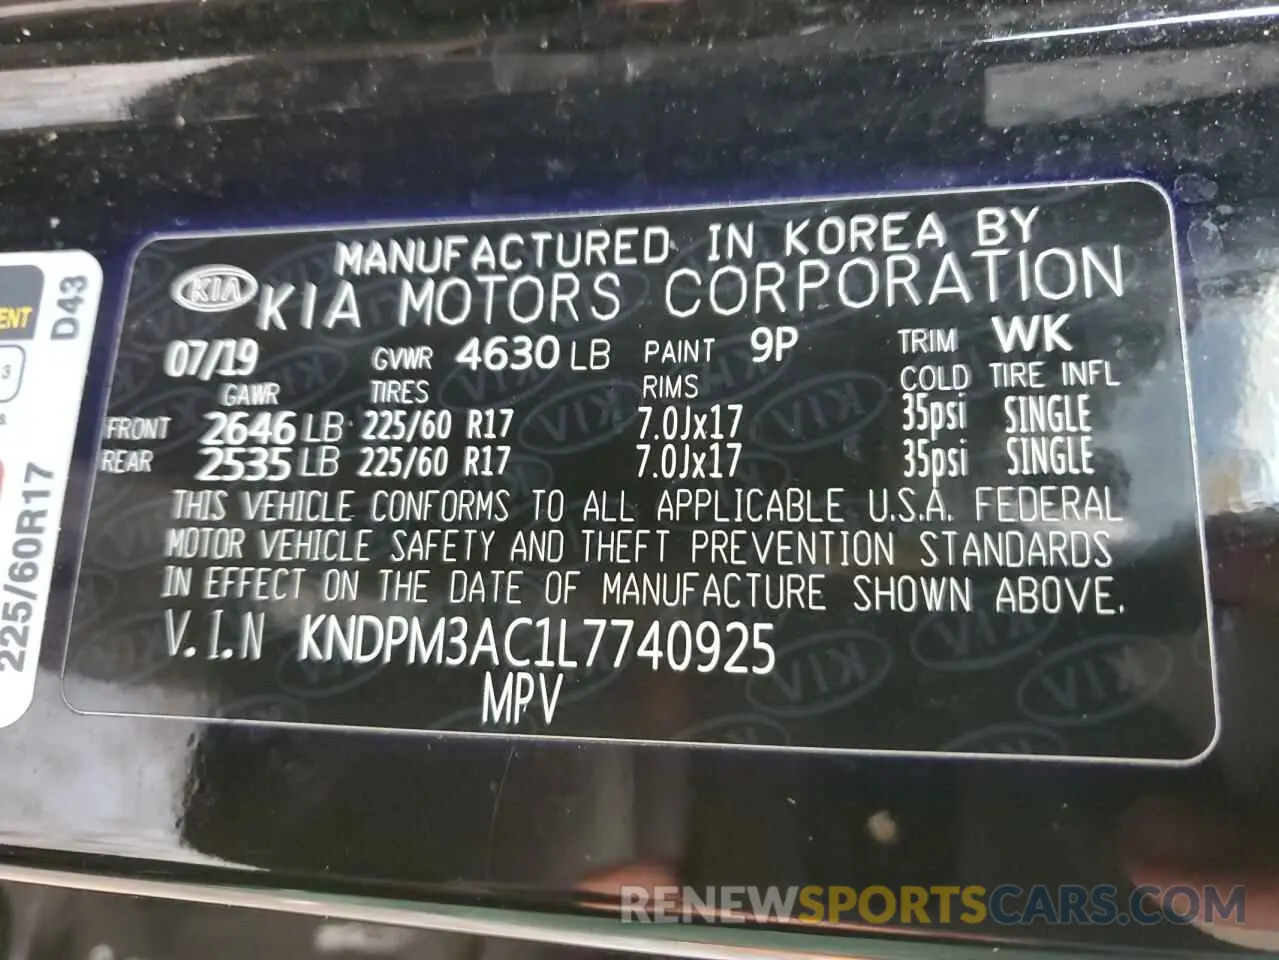 MANUFACTURED IN KOREA BY
KIA KIA MOTORS CORPORATION
07/19 GVWR 4630 LB PAINT 9P TRIM WK
GAWR TIRES RIMS COLD TIRE INFL
FRONT 2646 LB 225/60 R17 7.0Jx17 35psi SINGLE
REAR 2535 LB 225/60 R17 7.0Jx17 35psi SINGLE
THIS VEHICLE CONFORMS TO ALL APPLICABLE U.S.A. FEDERAL
MOTOR VEHICLE SAFETY AND THEFT PREVENTION STANDARDS
IN EFFECT ON THE DATE OF MANUFACTURE SHOWN ABOVE.
V.I.N KNDPM3AC1L7740925
MPV
D43
3
225/60R17
RENEWSPORTSCARS.COM